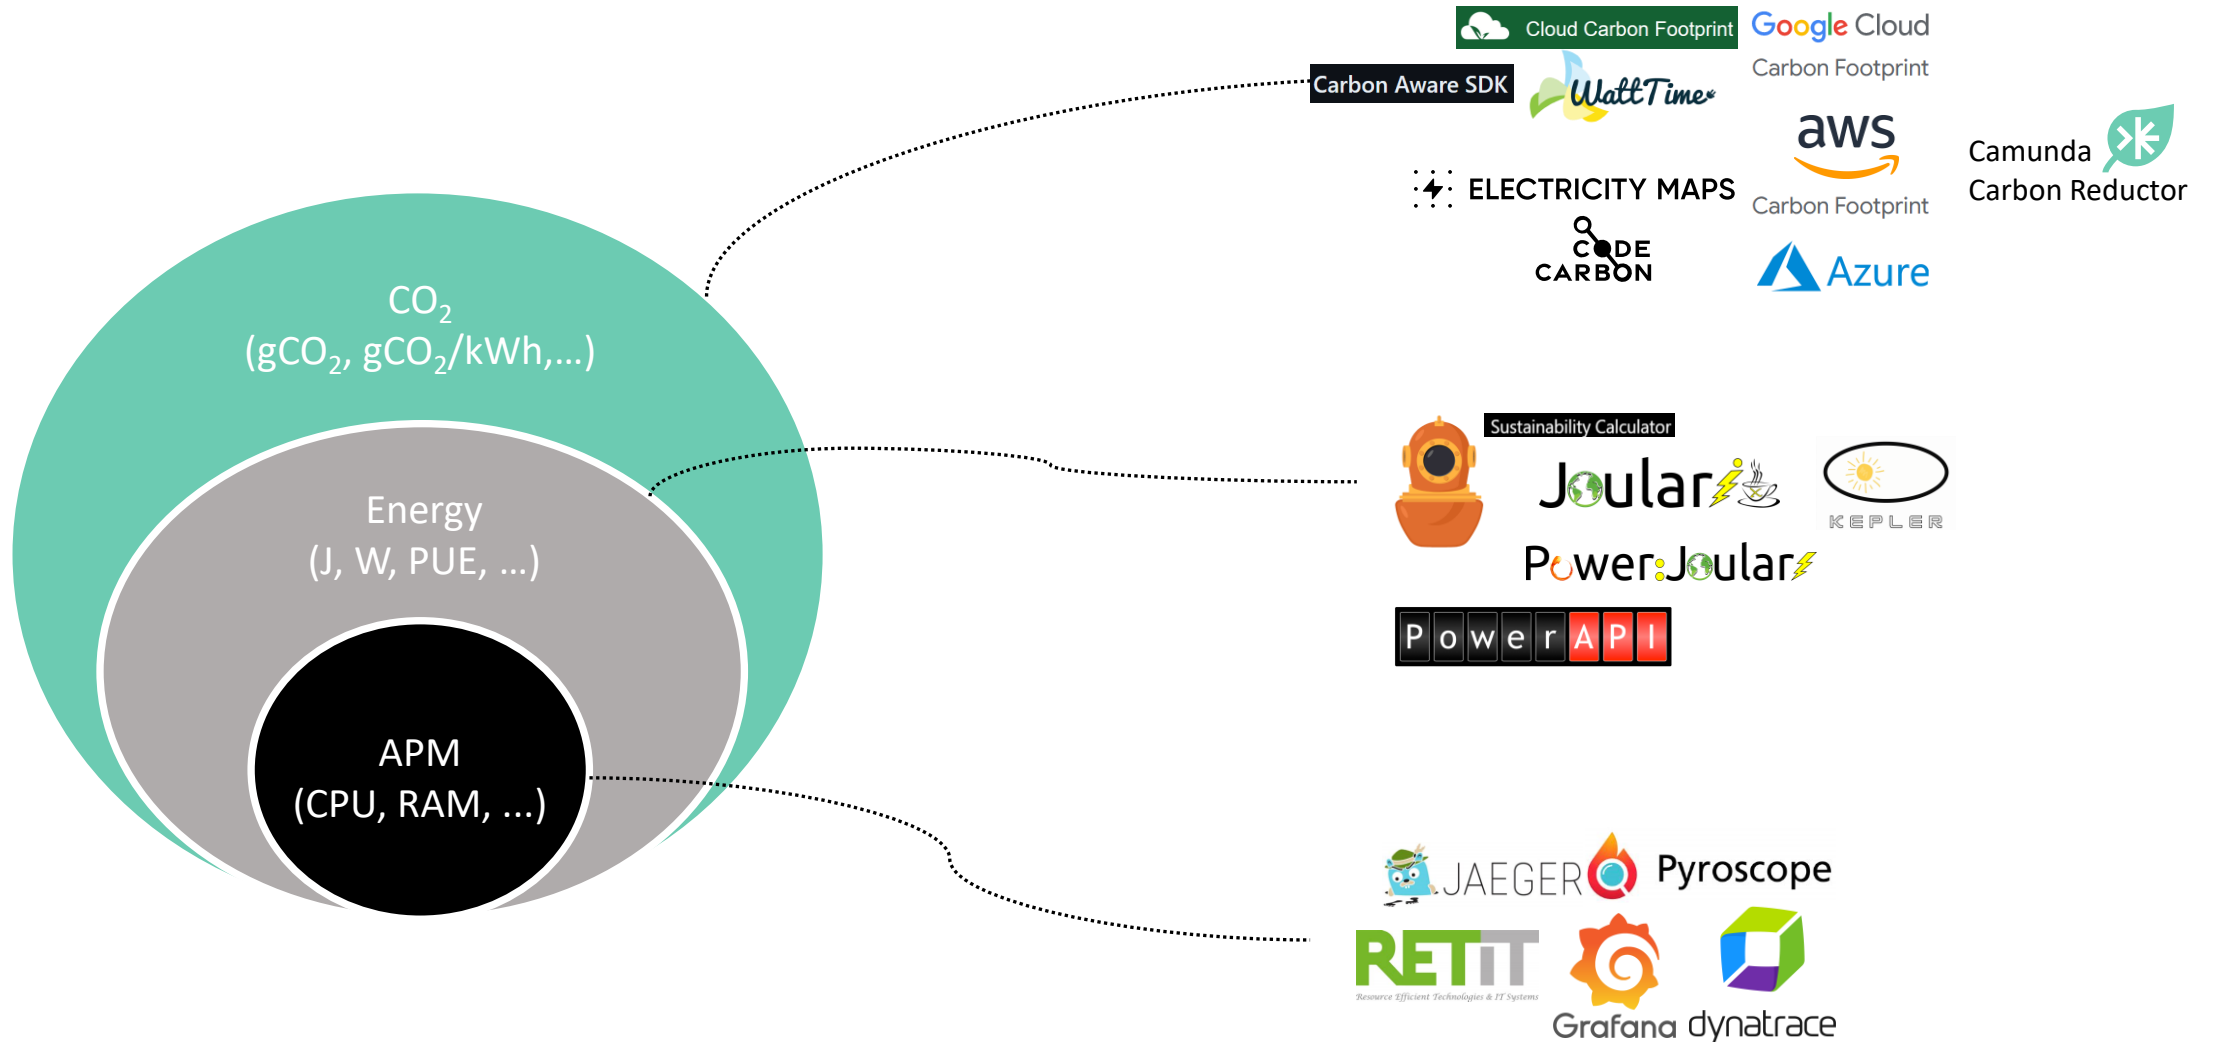 CO₂
(gCO₂, gCO₂/kWh,...)
Energy
(J, W, PUE, ...)
APM
(CPU, RAM, ...)
Cloud Carbon Footprint
Google Cloud
Carbon Footprint
Carbon Aware SDK
WattTime
aws
Carbon Footprint
Camunda
Carbon Reductor
ELECTRICITY MAPS
CODE
CARBON
Azure
Sustainability Calculator
Joular
KEPLER
Power:Joular
PowerAPI
JAEGER
Pyroscope
RETIT
Resource Efficient Technologies & IT Systems
Grafana
dynatrace